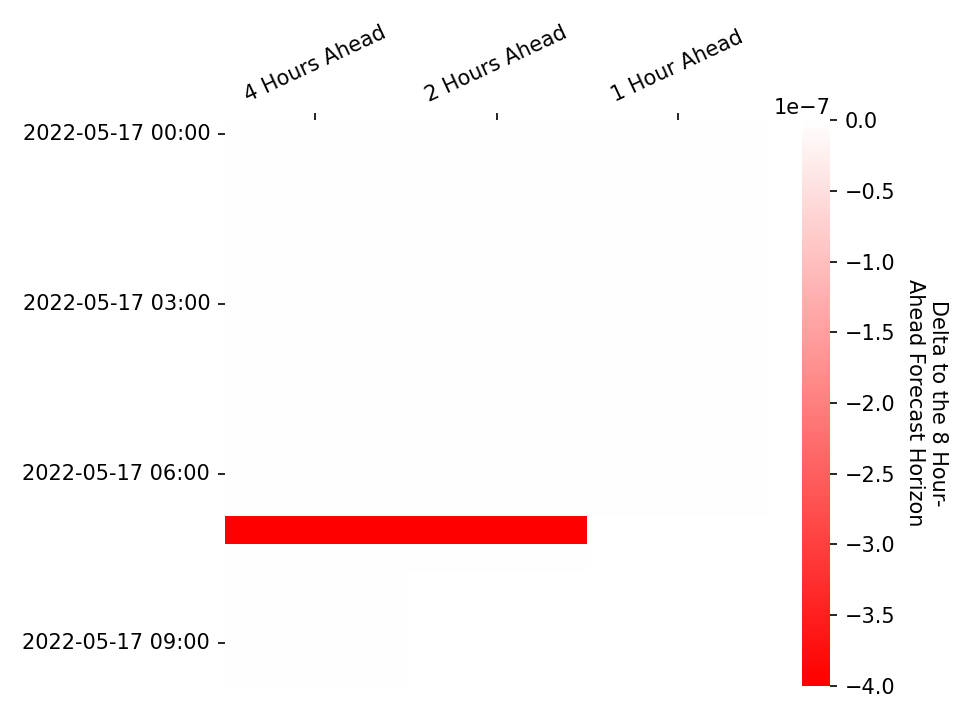 4 Hours Ahead
2 Hours Ahead
1 Hour Ahead
1e−7
2022-05-17 00:00
2022-05-17 03:00
2022-05-17 06:00
2022-05-17 09:00
0.0
−0.5
−1.0
−1.5
−2.0
−2.5
−3.0
−3.5
−4.0
Delta to the 8 Hour-
Ahead Forecast Horizon